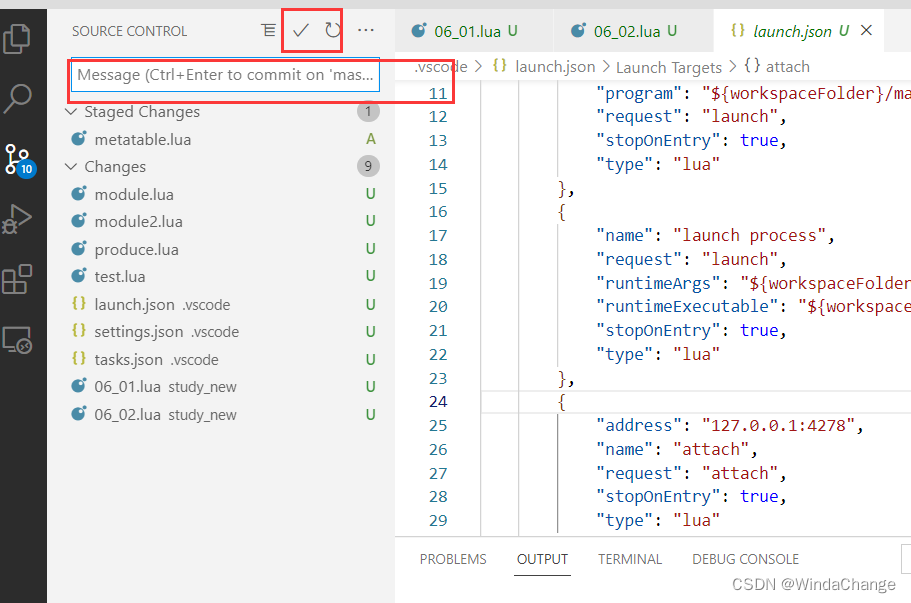 SOURCE CONTROL
Message (Ctrl+Enter to commit on 'mas...
Staged Changes 1
metatable.lua A
Changes 9
module.lua U
module2.lua U
produce.lua U
test.lua U
launch.json .vscode U
settings.json .vscode U
tasks.json .vscode U
06_01.lua study_new U
06_02.lua study_new U
10
06_01.lua U
06_02.lua U
{} launch.json U
.vscode > {} launch.json > Launch Targets > {} attach
11 "program": "${workspaceFolder}/ma
12 "request": "launch",
13 "stopOnEntry": true,
14 "type": "lua"
15 },
16 {
17 "name": "launch process",
18 "request": "launch",
19 "runtimeArgs": "${workspaceFolder
20 "runtimeExecutable": "${workspace
21 "stopOnEntry": true,
22 "type": "lua"
23 },
24 {
25 "address": "127.0.0.1:4278",
26 "name": "attach",
27 "request": "attach",
28 "stopOnEntry": true,
29 "type": "lua"
PROBLEMS OUTPUT TERMINAL DEBUG CONSOLE
CSDN @WindaChange